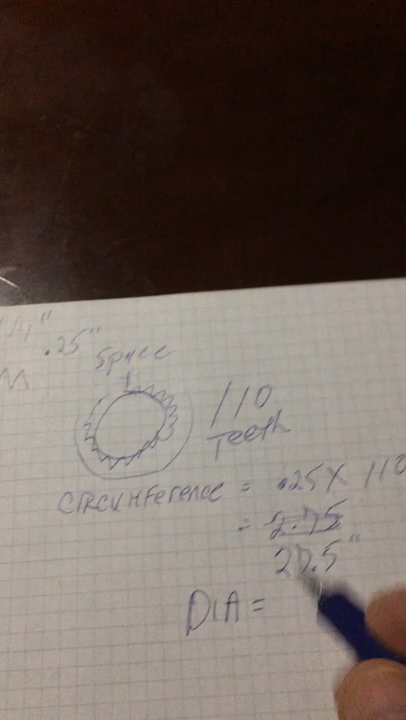 1/4"
.25"
Space
110
Teeth
CIRCUMFERENCE = .25 X 110
= 2.75
27.5"
DIA =